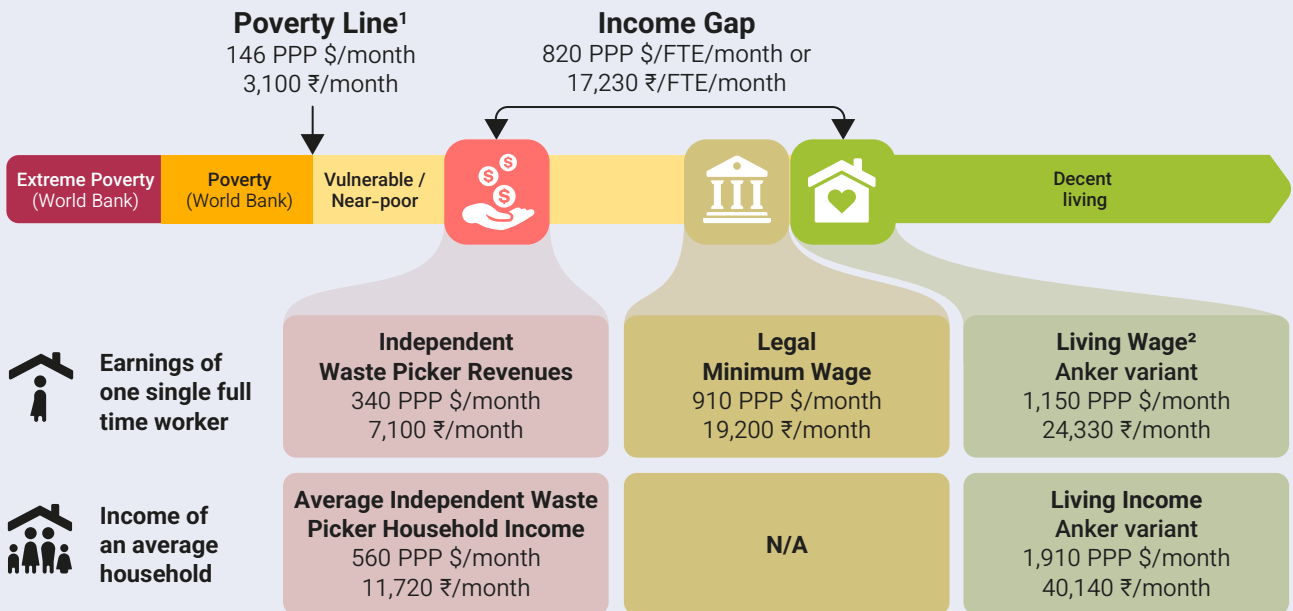 Poverty Line¹
146 PPP $/month
3,100 ₹/month
Income Gap
820 PPP $/FTE/month or
17,230 ₹/FTE/month
Extreme Poverty
(World Bank)
Poverty
(World Bank)
Vulnerable /
Near-poor
$
$
$
Decent
living
Earnings of
one single full
time worker
Independent
Waste Picker Revenues
340 PPP $/month
7,100 ₹/month
Legal
Minimum Wage
910 PPP $/month
19,200 ₹/month
Living Wage²
Anker variant
1,150 PPP $/month
24,330 ₹/month
Income of
an average
household
Average Independent Waste
Picker Household Income
560 PPP $/month
11,720 ₹/month
N/A
Living Income
Anker variant
1,910 PPP $/month
40,140 ₹/month